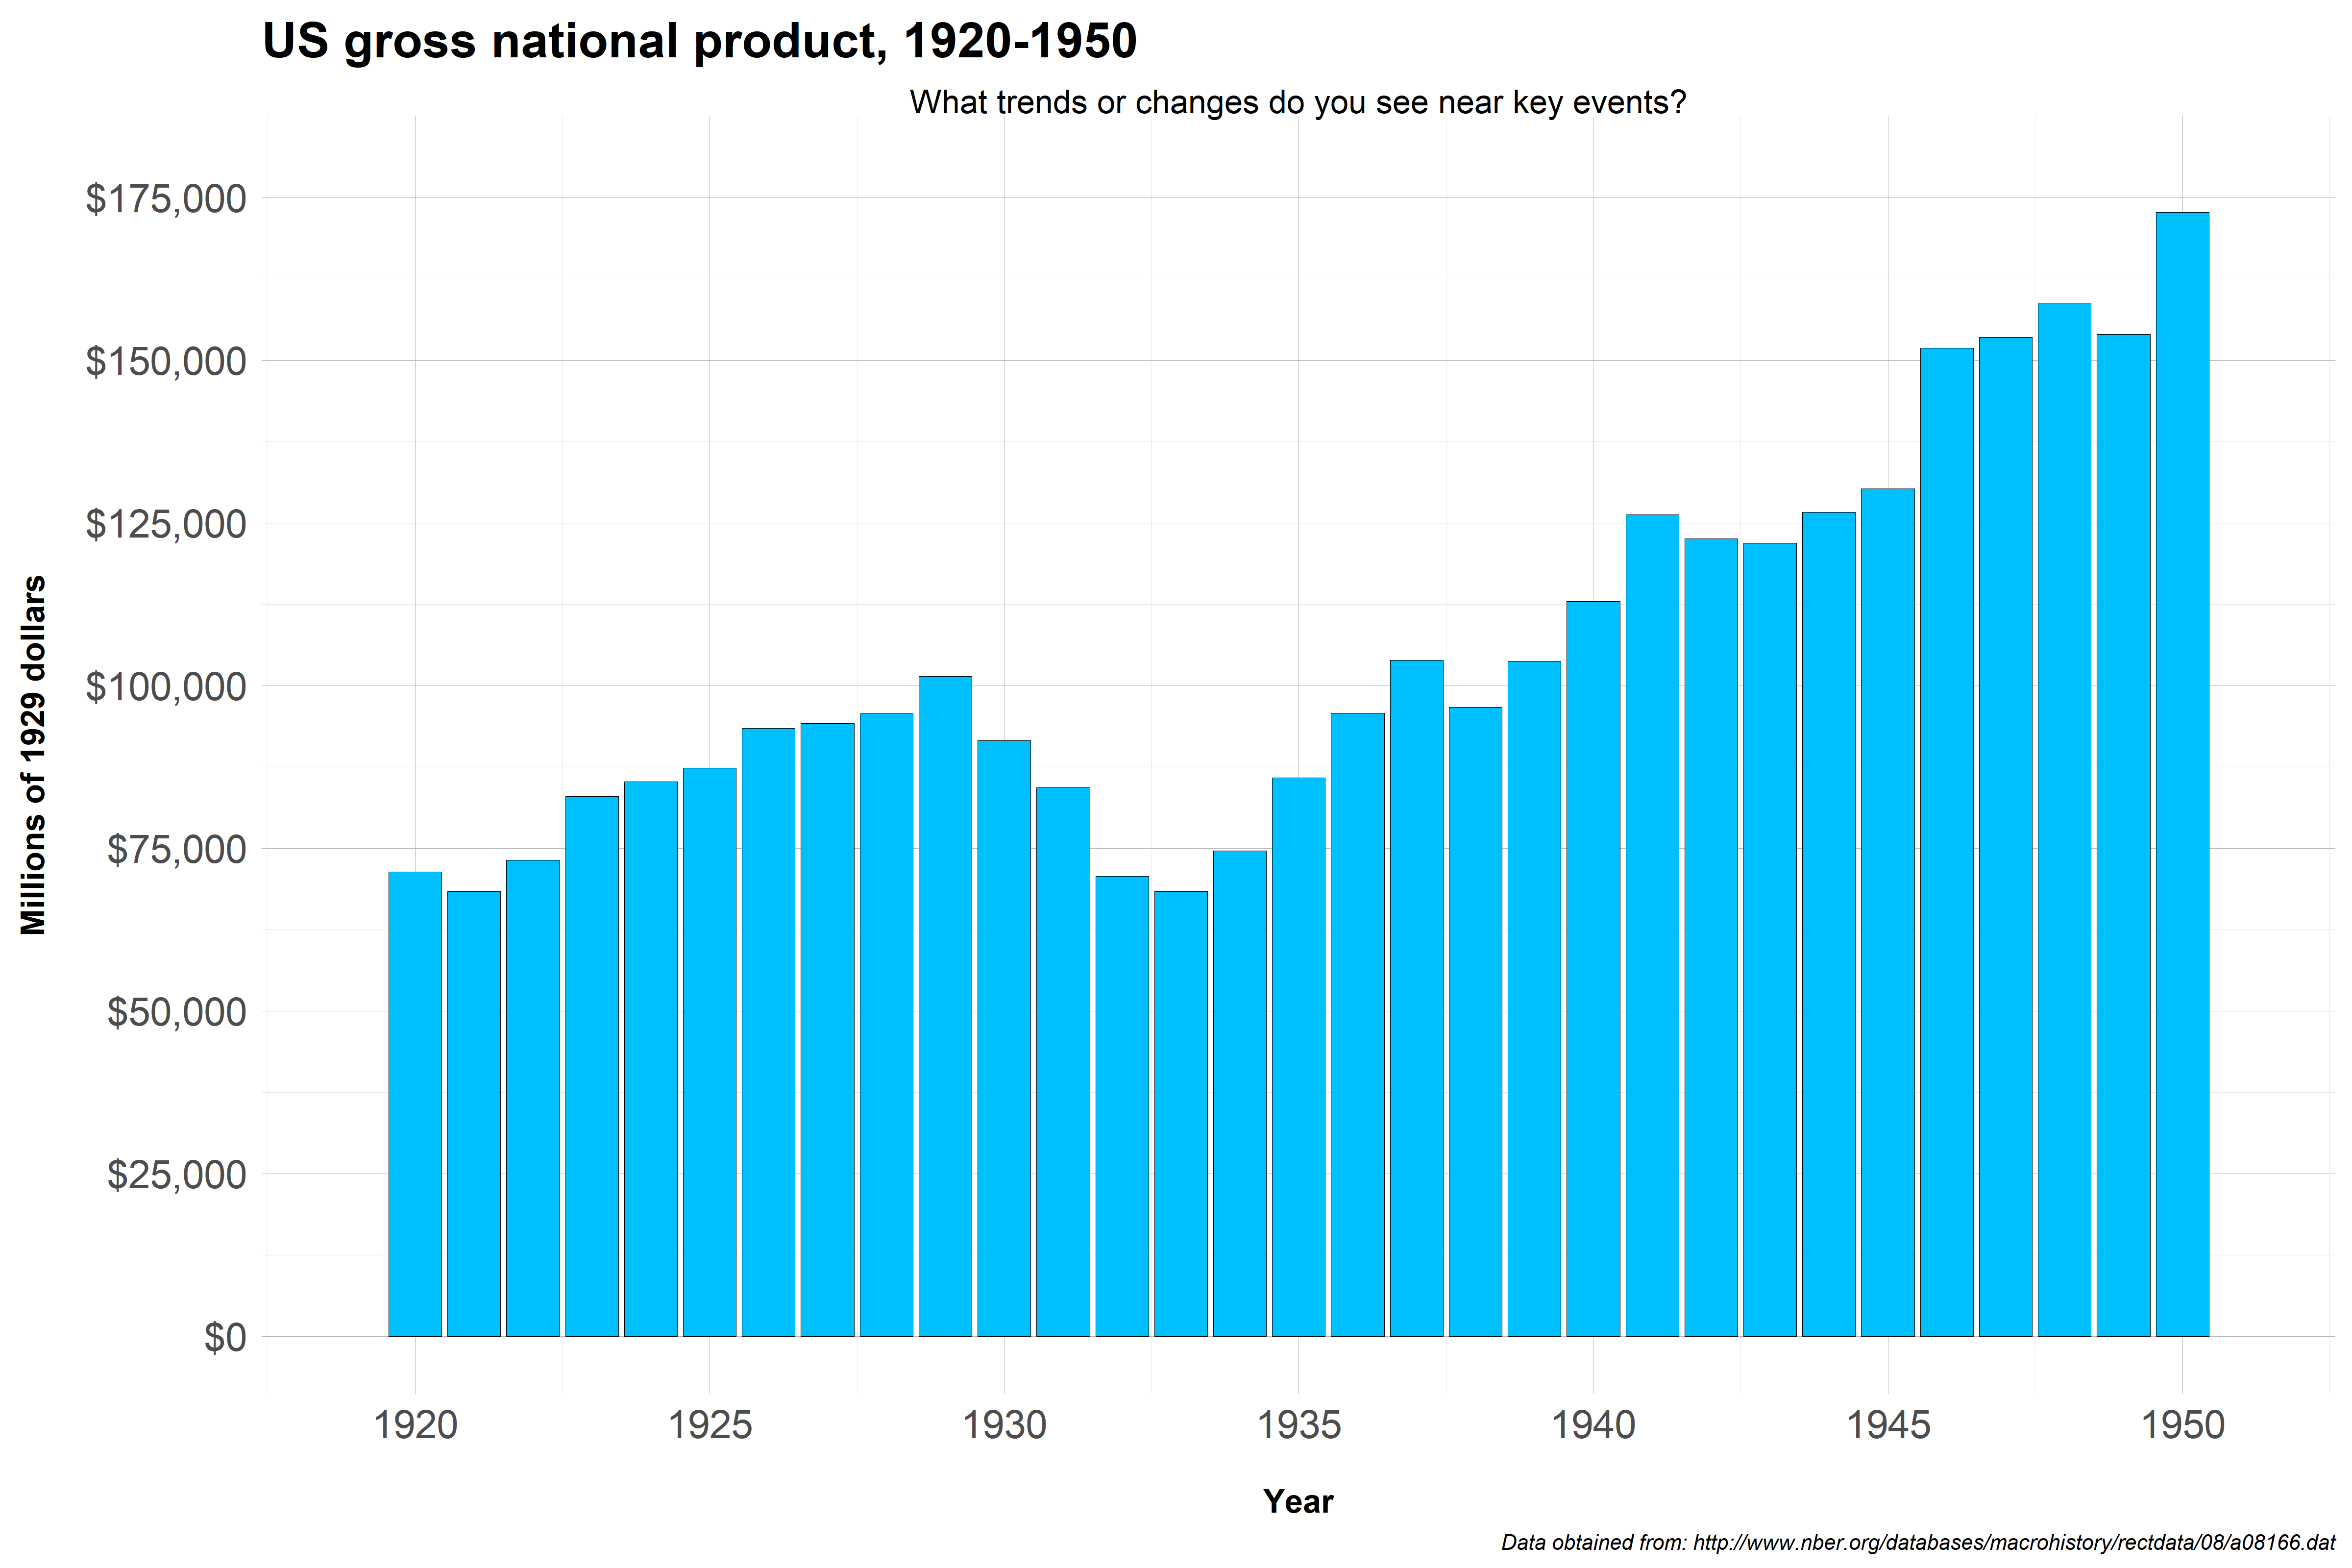 US gross national product, 1920-1950
What trends or changes do you see near key events?
Millions of 1929 dollars
$175,000
$150,000
$125,000
$100,000
$75,000
$50,000
$25,000
$0
1920 1925 1930 1935 1940 1945 1950
Year
Data obtained from: http://www.nber.org/databases/macrohistory/rectdata/08/a08166.dat